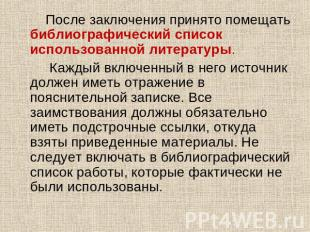 После заключения принято помещать
библиографический список
использованной литературы.
Каждый включенный в него источник
должен иметь отражение в
пояснительной записке. Все
заимствования должны обязательно
иметь подстрочные ссылки, откуда
взяты приведенные материалы. Не
следует включать в библиографический
список работы, которые фактически не
были использованы.
PPt4WEB.ru